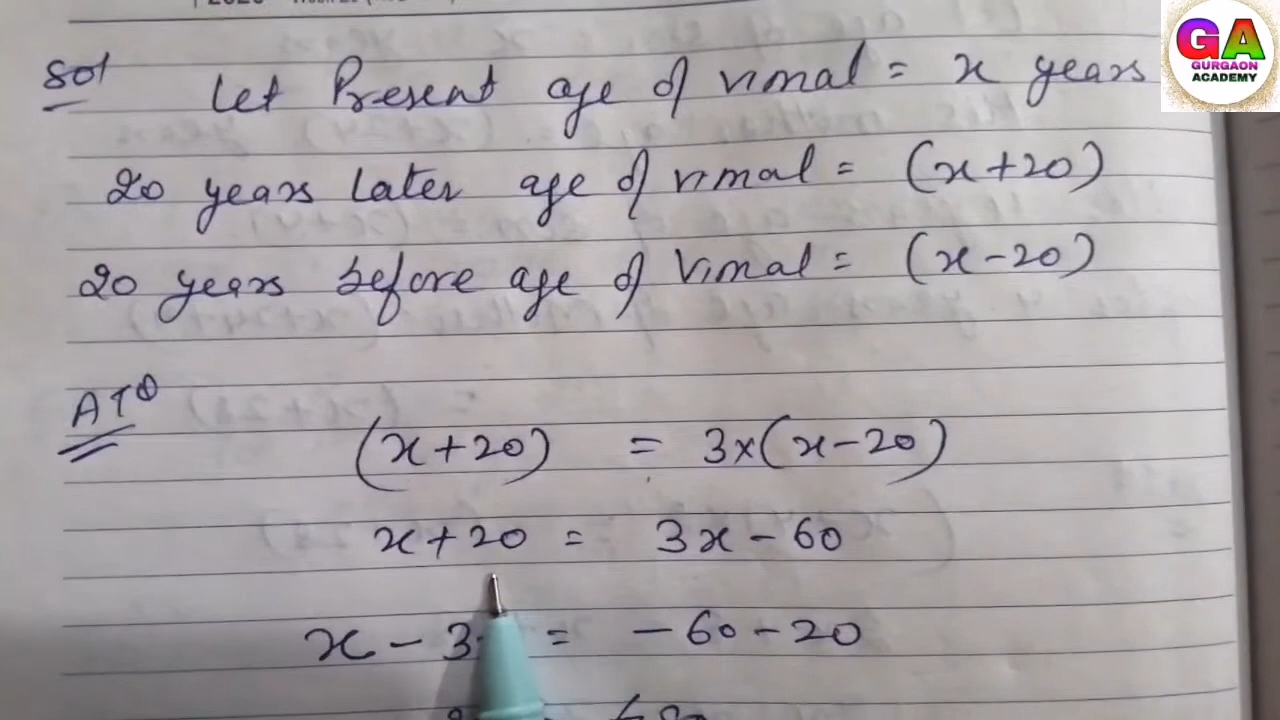 GA
GURGAON
ACADEMY
Sol Let Present age of Vimal = x years
20 years Later age of Vimal = (x+20)
20 years before age of Vimal = (x-20)
ATQ
(x+20) = 3x(x-20)
x+20 = 3x-60
x-3 = -60-20